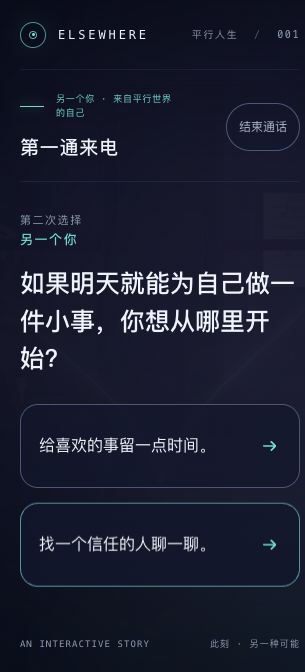 ELSEWHERE
平行人生 / 001
另一个你 · 来自平行世界
的自己
第一通来电
结束通话
第二次选择
另一个你
如果明天就能为自己做一
件小事，你想从哪里开
始？
给喜欢的事留一点时间。
找一个信任的人聊一聊。
AN INTERACTIVE STORY
此刻 · 另一种可能